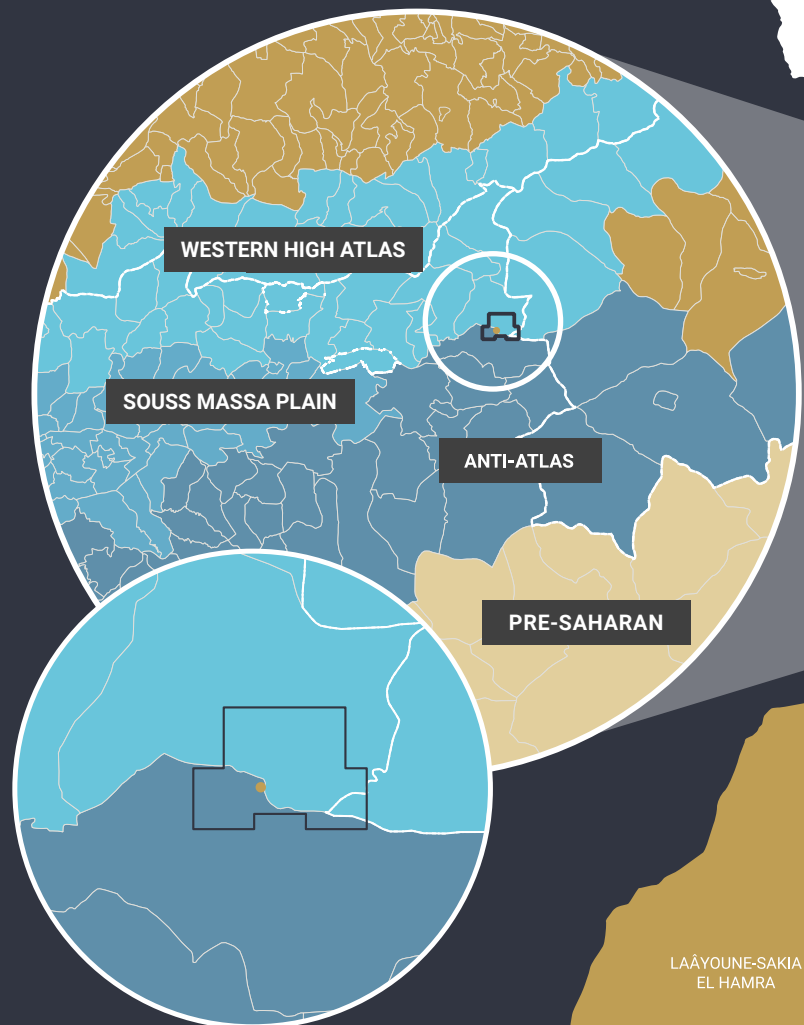 WESTERN HIGH ATLAS
SOUSS MASSA PLAIN
ANTI-ATLAS
PRE-SAHARAN
LAÂYOUNE-SAKIA
EL HAMRA